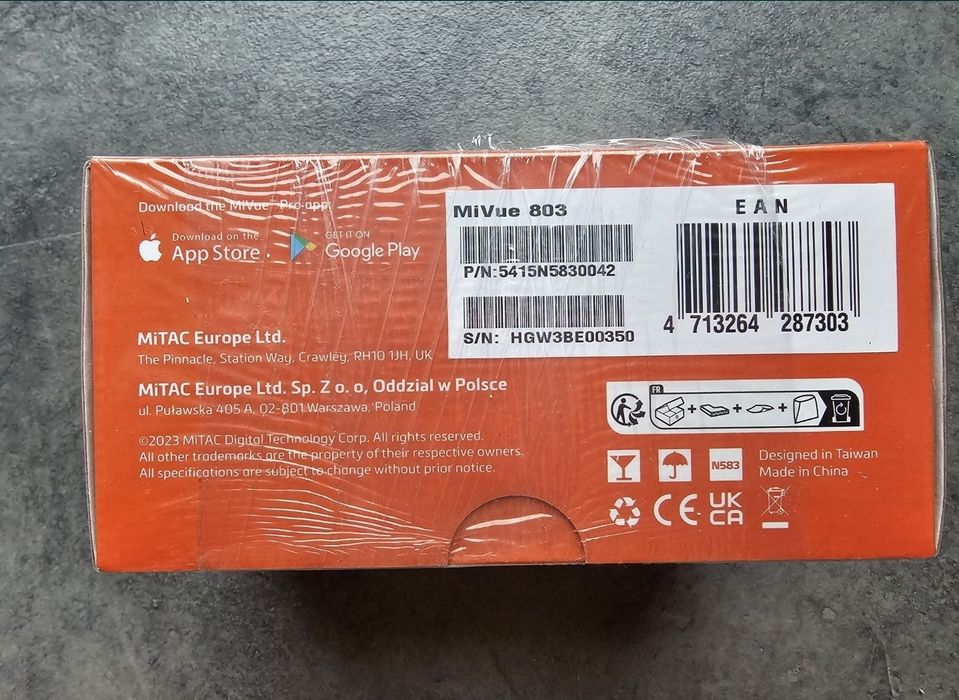 Download the MiVue™ Pro app:
Download on the
App Store
GET IT ON
Google Play
MiVue 803
P/N:5415N5830042
S/N: HGW3BE00350
EAN
4 713264 287303
MiTAC Europe Ltd.
The Pinnacle, Station Way, Crawley, RH10 1JH, UK
MiTAC Europe Ltd. Sp. Z o. o, Oddzial w Polsce
ul. Puławska 405 A, 02-801 Warszawa, Poland
©2023 MiTAC Digital Technology Corp. All rights reserved.
All other trademarks are the property of their respective owners.
All specifications are subject to change without prior notice.
FR
+ + +
N583
Designed in Taiwan
Made in China
CE
UK
CA